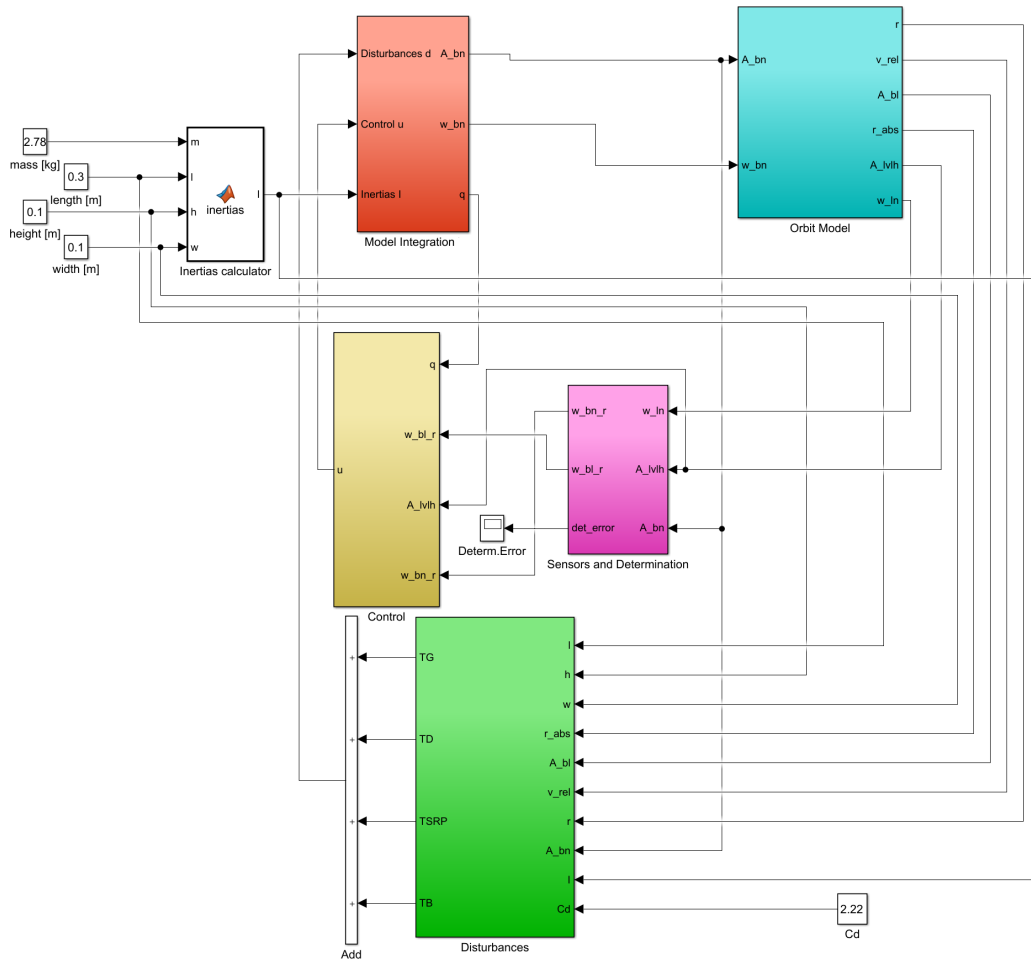 r
Disturbances d
A_bn
A_bn
v_rel
A_bl
Control u
w_bn
r_abs
2.78
m
mass [kg]
w_bn
A_lvlh
0.3
l
length [m]
inertias
I
Inertias I
q
w_ln
0.1
h
height [m]
Orbit Model
0.1
w
width [m]
Inertias calculator
Model Integration
q
w_bn_r
w_ln
w_bl_r
w_bl_r
A_lvlh
u
A_lvlh
det_error
A_bn
Determ.Error
Sensors and Determination
w_bn_r
Control
l
+
TG
h
w
r_abs
+
TD
A_bl
v_rel
+
TSRP
r
A_bn
I
+
TB
Cd
2.22
Cd
Disturbances
Add